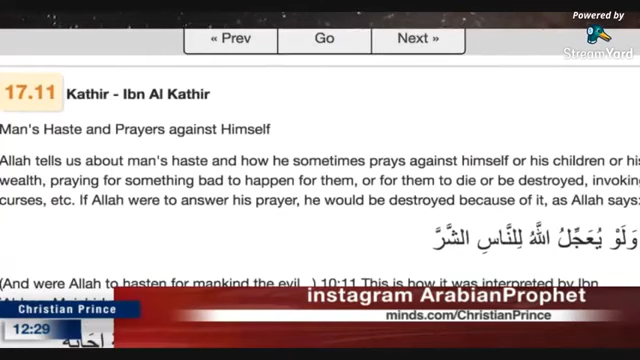 Powered by
StreamYard
« Prev
Go
Next »
17.11 Kathir - Ibn Al Kathir
Man's Haste and Prayers against Himself
Allah tells us about man's haste and how he sometimes prays against himself or his children or his
wealth, praying for something bad to happen for them, or for them to die or be destroyed, invoking
curses, etc. If Allah were to answer his prayer, he would be destroyed because of it, as Allah says:
وَلَوْ يُعَجِّلُ اللَّهُ لِلنَّاسِ الشَّرَّ
(And were Allah to hasten for mankind the evil...) 10:11 This is how it was interpreted by Ibn
instagram ArabianProphet
Christian Prince
minds.com/ChristianPrince
12:29